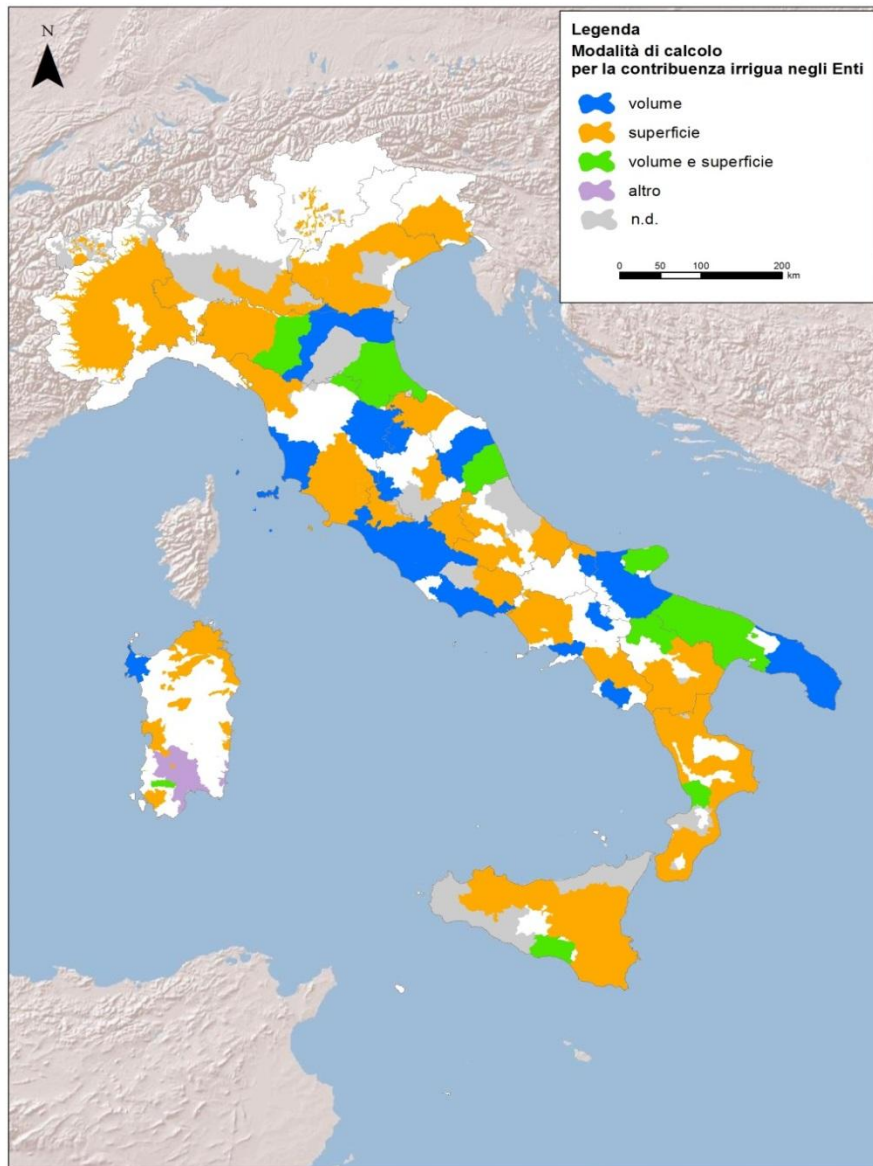 N
Legenda
Modalità di calcolo
per la contribuenza irrigua negli Enti
volume
superficie
volume e superficie
altro
n.d.
0 50 100 200
km